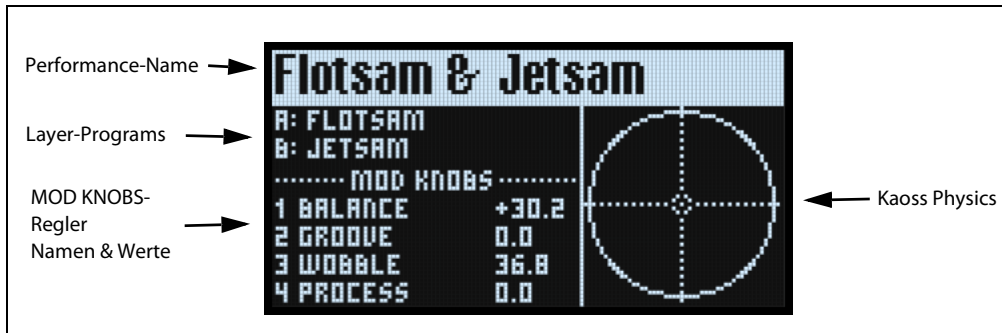 Performance-Name
Flotsam & Jetsam
Layer-Programs
A: FLOTSAM
B: JETSAM
MOD KNOBS
MOD KNOBS-
Regler
Namen & Werte
1 BALANCE +30.2
2 GROOVE 0.0
3 WOBBLE 36.8
4 PROCESS 0.0
Kaoss Physics